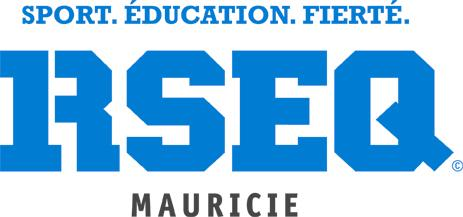 SPORT. ÉDUCATION. FIERTÉ.
RSEQ©
MAURICIE